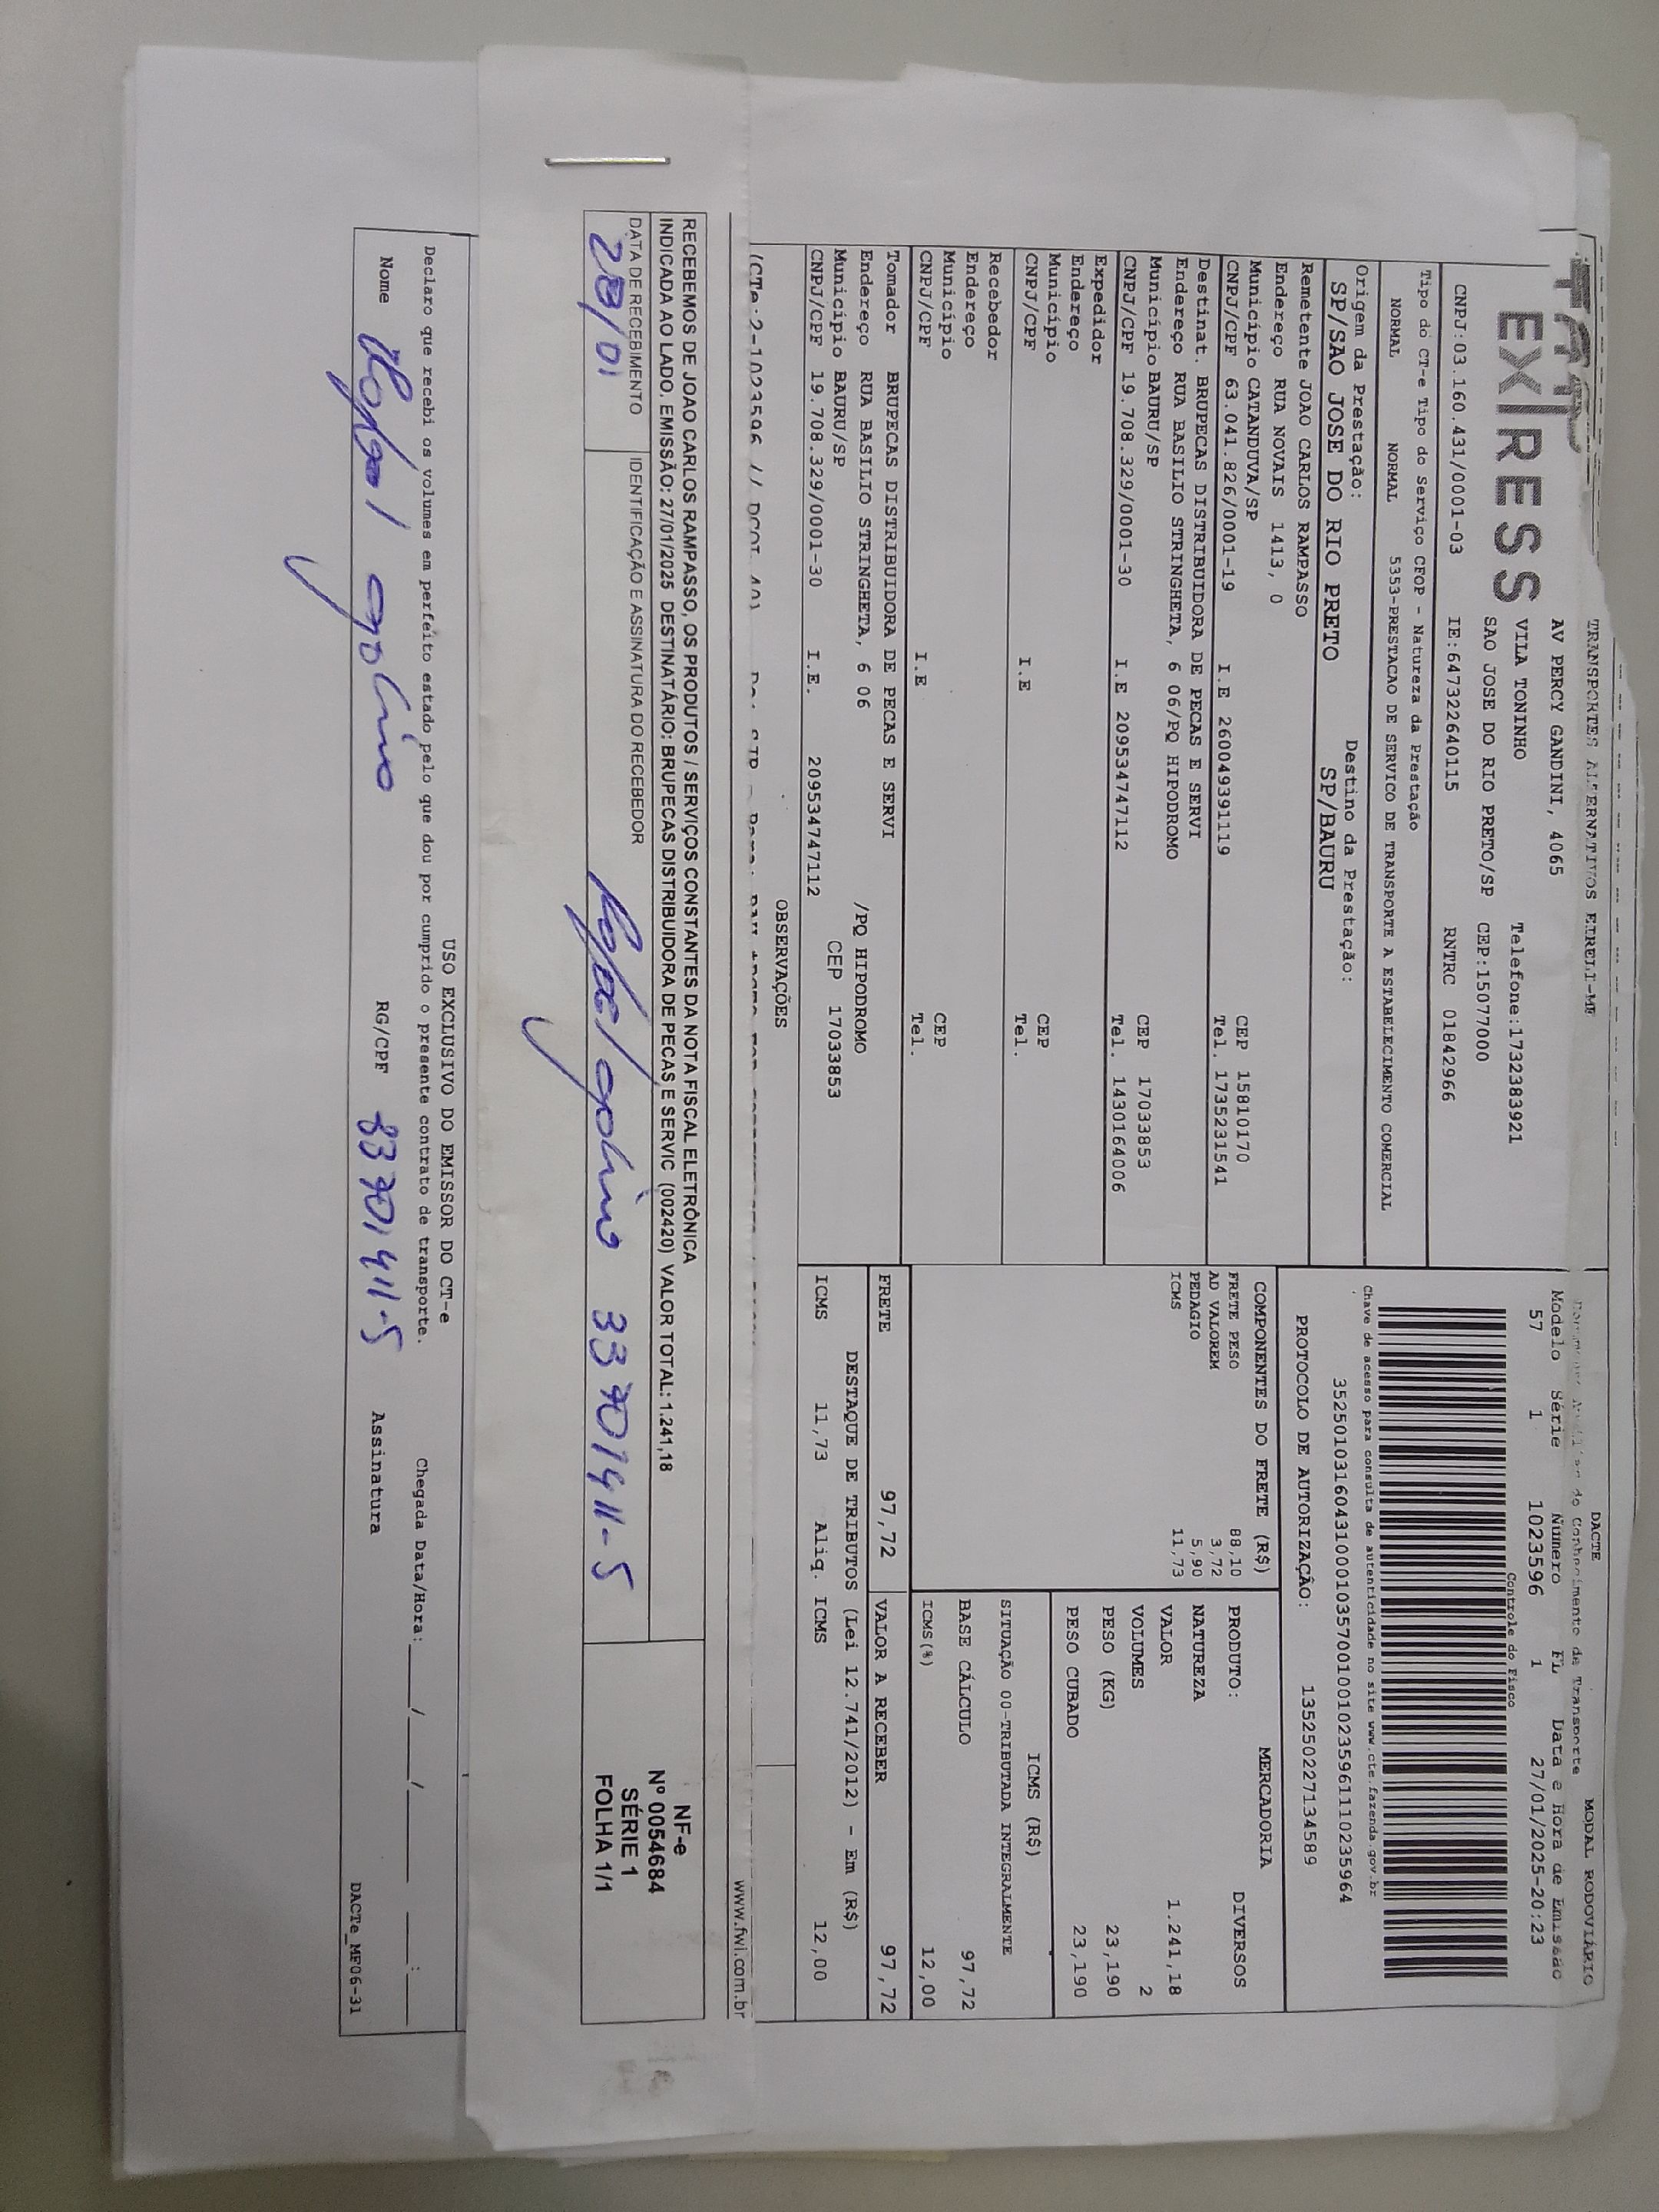 TRANSPORTES ALTERNATIVOS EIRELI-ME
EXPRESS
AV PERCY GANDINI, 4065
VILA TONINHO Telefone:1732383921
SAO JOSE DO RIO PRETO/SP CEP:15077000
CNPJ:03.160.431/0001-03 IE:647322640115 RNTRC 01842966
Tipo do CT-e Tipo do Serviço CFOP - Natureza da Prestação
NORMAL NORMAL 5353-PRESTACAO DE SERVICO DE TRANSPORTE A ESTABELECIMENTO COMERCIAL
Origem da Prestação: Destino da Prestação:
SP/SAO JOSE DO RIO PRETO SP/BAURU
Remetente JOAO CARLOS RAMPASSO
Endereço RUA NOVAIS 1413, 0
Município CATANDUVA/SP CEP 15810170
CNPJ/CPF 63.041.826/0001-19 I.E 260049391119 Tel. 1735231541
Destinat. BRUPECAS DISTRIBUIDORA DE PECAS E SERVI
Endereço RUA BASILIO STRINGHETA, 6 06/PQ HIPODROMO
Município BAURU/SP CEP 17033853
CNPJ/CPF 19.708.329/0001-30 I.E 209534747112 Tel. 1430164006
Expedidor
Endereço
Município CEP
CNPJ/CPF I.E Tel.
Recebedor
Endereço
Município CEP
CNPJ/CPF I.E Tel.
Tomador BRUPECAS DISTRIBUIDORA DE PECAS E SERVI
Endereço RUA BASILIO STRINGHETA, 6 06 /PQ HIPODROMO
Município BAURU/SP CEP 17033853
CNPJ/CPF 19.708.329/0001-30 I.E. 209534747112
DACTE MODAL RODOVIÁRIO
do Conhecimento de Transporte
Modelo Série Número FL Data e Hora de Emissão
57 1 1023596 1 27/01/2025-20:23
Controle do Fisco
Chave de acesso para consulta de autenticidade no site www.cte.fazenda.gov.br
35250103160431000103570010010235961110235964
PROTOCOLO DE AUTORIZAÇÃO: 135250227134589
COMPONENTES DO FRETE (R$)
FRETE PESO 88,10
AD VALOREM 3,72
PEDAGIO 5,90
ICMS 11,73
MERCADORIA
PRODUTO: DIVERSOS
NATUREZA
VALOR 1.241,18
VOLUMES 2
PESO (KG) 23,190
PESO CUBADO 23,190
ICMS (R$)
SITUAÇÃO 00-TRIBUTADA INTEGRALMENTE
BASE CÁLCULO 97,72
ICMS(%) 12,00
FRETE 97,72 VALOR A RECEBER 97,72
DESTAQUE DE TRIBUTOS (Lei 12.741/2012) - Em (R$)
ICMS 11,73 Aliq. ICMS 12,00
OBSERVAÇÕES
www.fwi.com.br
RECEBEMOS DE JOAO CARLOS RAMPASSO, OS PRODUTOS / SERVIÇOS CONSTANTES DA NOTA FISCAL ELETRÔNICA
INDICADA AO LADO. EMISSÃO: 27/01/2025 DESTINATÁRIO: BRUPECAS DISTRIBUIDORA DE PECAS E SERVIC (002420) VALOR TOTAL: 1.241,18
DATA DE RECEBIMENTO IDENTIFICAÇÃO E ASSINATURA DO RECEBEDOR
28/01 33701411-5
NF-e
Nº 0054684
SÉRIE 1
FOLHA 1/1
USO EXCLUSIVO DO EMISSOR DO CT-e
Declaro que recebi os volumes em perfeito estado pelo que dou por cumprido o presente contrato de transporte. Chegada Data/Hora:____/____/____ ____:____
Nome RG/CPF 33701411-5 Assinatura
DACTe_MF06-31